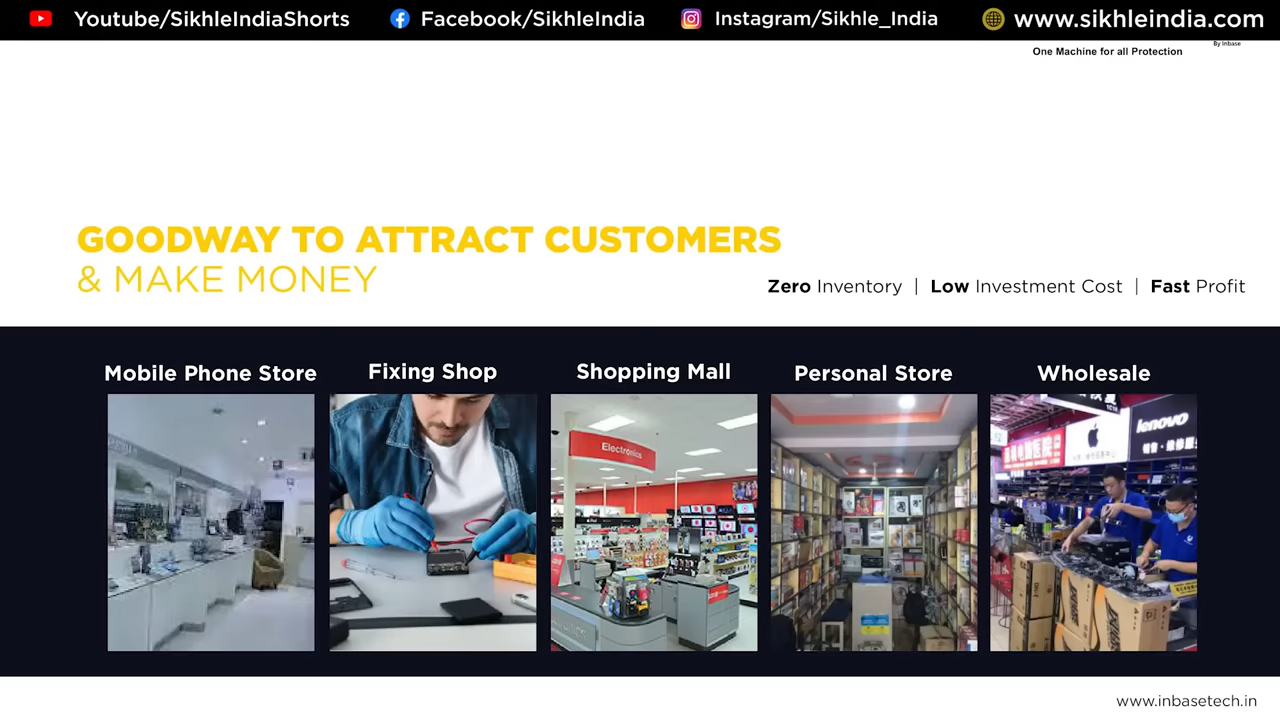 Youtube/SikhleIndiaShorts Facebook/SikhleIndia Instagram/Sikhle_India www.sikhleindia.com
By Inbase
One Machine for all Protection
GOODWAY TO ATTRACT CUSTOMERS
& MAKE MONEY
Zero Inventory | Low Investment Cost | Fast Profit
Mobile Phone Store Fixing Shop Shopping Mall Personal Store Wholesale
Electronics
lenovo
www.inbasetech.in